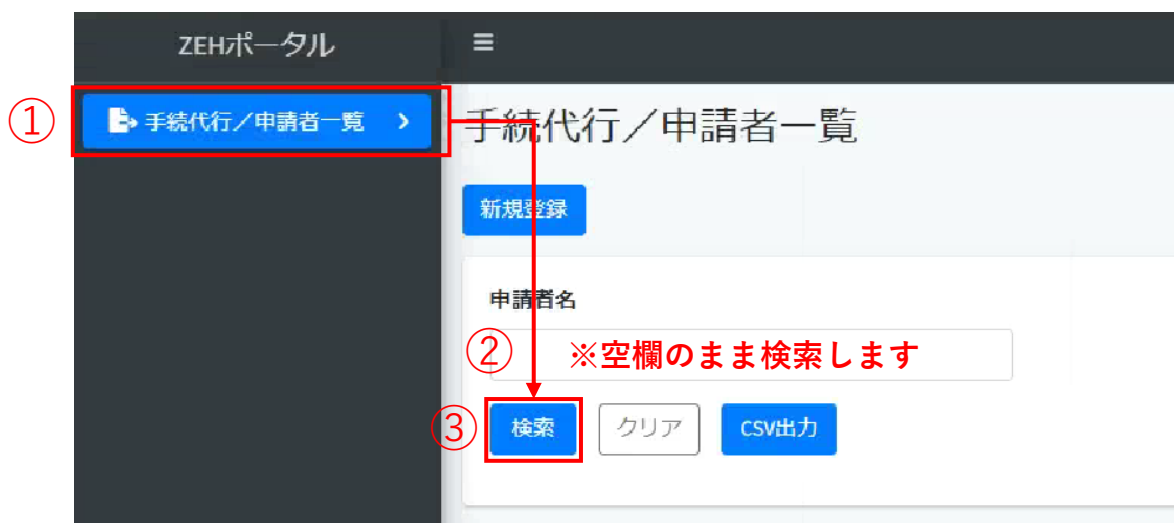 ZEHポータル
① 手続代行／申請者一覧
手続代行／申請者一覧
新規登録
申請者名
② ※空欄のまま検索します
③ 検索 クリア CSV出力